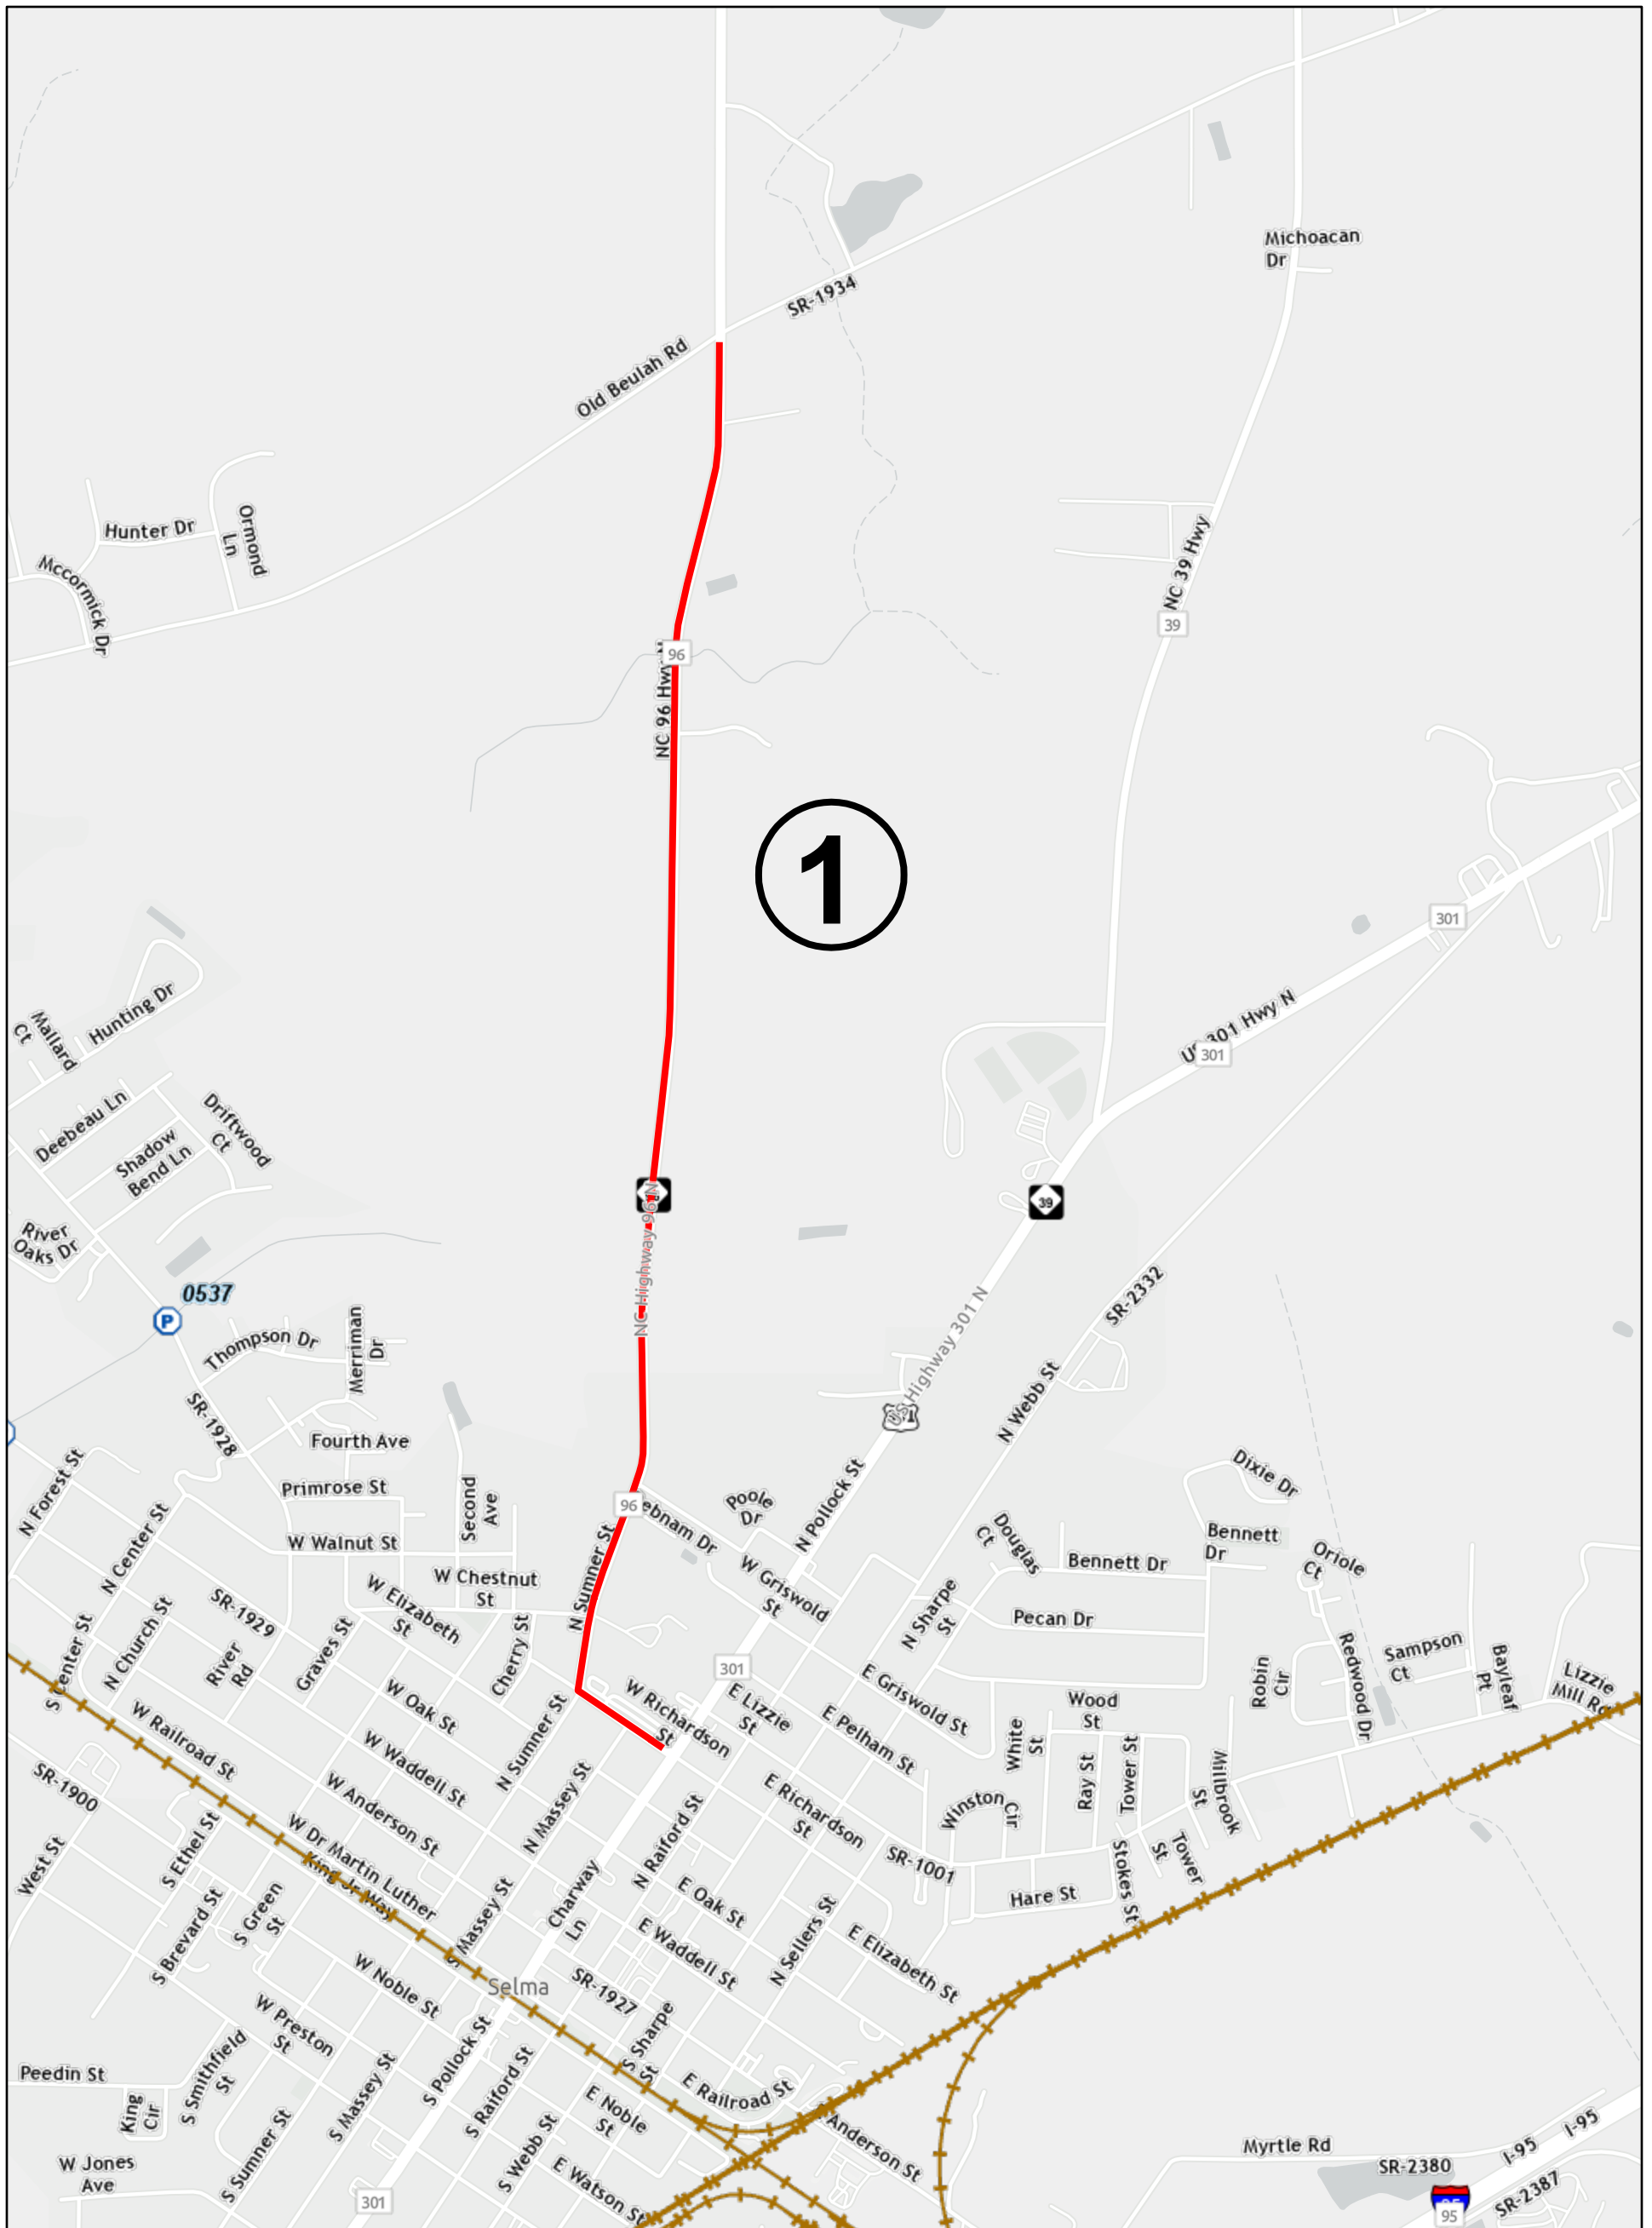 Michoacan
Dr
SR-1934
Old Beulah Rd
Hunter Dr
Ormond
Ln
Mccormick Dr
NC 39 Hwy
39
96
NC 96 Hwy
1
301
US 301 Hwy N
301
Hunting Dr
Mallard
Ct
Deebeau Ln
Shadow
Bend Ln
Driftwood
Ct
River
Oaks Dr
NC Highway 96 N
39
0537
P
SR-2332
Highway 301 N
Thompson Dr
Merriman
Dr
SR-1928
Fourth Ave
N Webb St
N Forest St
Primrose St
Second
Ave
96
Debnam Dr
Poole
Dr
N Pollock St
Dixie Dr
N Center St
W Walnut St
N Sumner St
Douglas
Ct
Bennett Dr
Bennett
Dr
Oriole
Ct
W Chestnut
St
W Elizabeth
St
W Griswold
St
N Sharpe
St
Pecan Dr
S Center St
N Church St
SR-1929
River
Rd
Graves St
Cherry St
301
E Griswold St
Robin
Cir
Redwood Dr
Sampson
Ct
Bayleaf
Pt
Lizzie
Mill Rd
W Oak St
W Richardson
St
E Lizzie
St
E Pelham St
Wood
St
White
St
W Railroad St
W Waddell St
N Sumner St
Ray St
Tower St
Millbrook
St
SR-1900
W Anderson St
N Massey St
N Raiford St
E Richardson
St
Winston
Cir
SR-1001
Stokes St
Tower
St
West St
S Ethel St
W Dr Martin Luther
King Jr Way
Hare St
S Brevard St
S Green
St
S Massey St
Charway
Ln
E Oak St
E Waddell St
N Sellers St
E Elizabeth St
W Noble St
Selma
SR-1927
W Preston
St
S Sharpe
St
Peedin St
King
Cir
S Smithfield
St
S Massey St
S Pollock St
S Raiford St
E Railroad St
E Noble
St
E Anderson St
S Sumner St
S Webb St
E Watson St
W Jones
Ave
301
Myrtle Rd
SR-2380
I-95
I-95
SR-2387
95